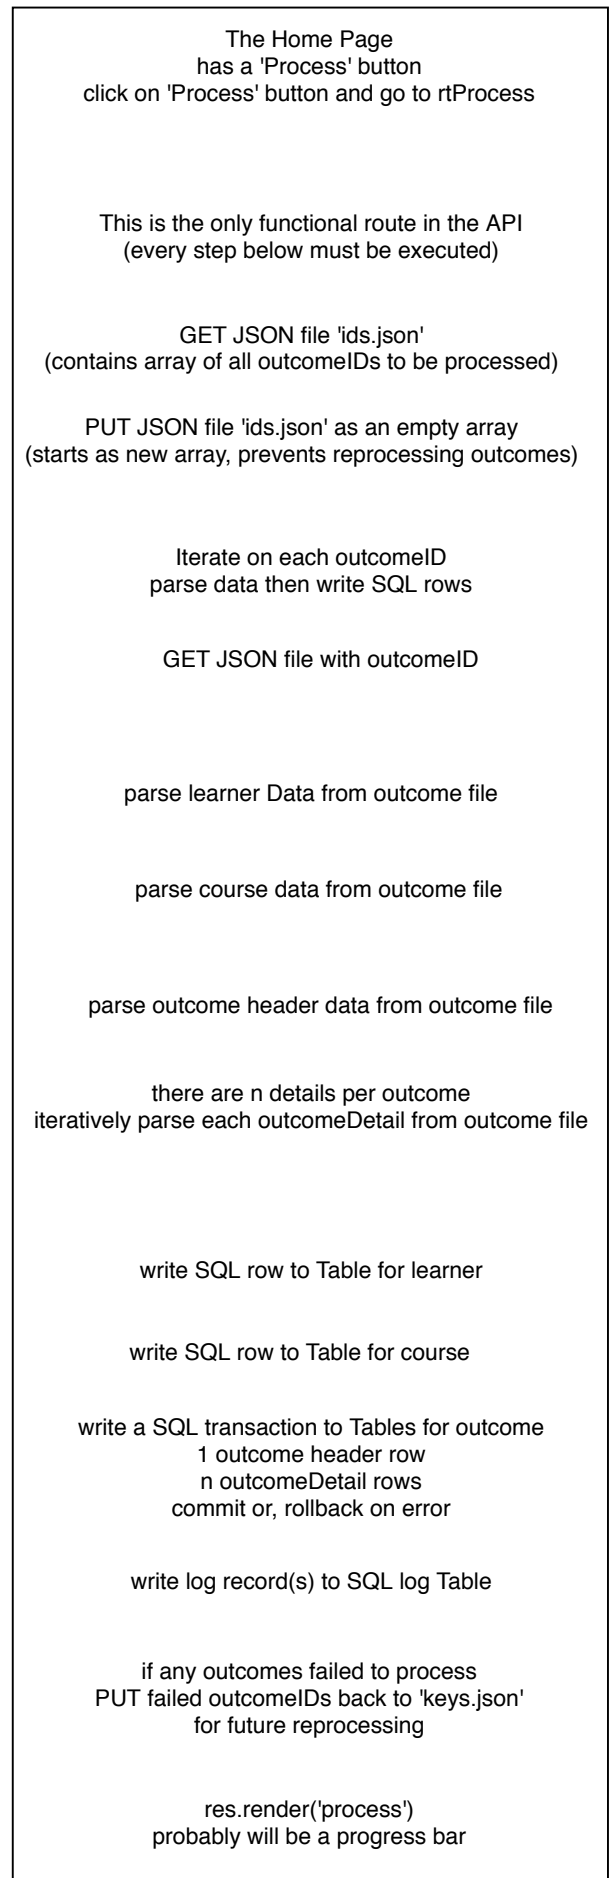 The Home Page
has a 'Process' button
click on 'Process' button and go to rtProcess
This is the only functional route in the API
(every step below must be executed)
GET JSON file 'ids.json'
(contains array of all outcomeIDs to be processed)
PUT JSON file 'ids.json' as an empty array
(starts as new array, prevents reprocessing outcomes)
Iterate on each outcomeID
parse data then write SQL rows
GET JSON file with outcomeID
parse learner Data from outcome file
parse course data from outcome file
parse outcome header data from outcome file
there are n details per outcome
iteratively parse each outcomeDetail from outcome file
write SQL row to Table for learner
write SQL row to Table for course
write a SQL transaction to Tables for outcome
1 outcome header row
n outcomeDetail rows
commit or, rollback on error
write log record(s) to SQL log Table
if any outcomes failed to process
PUT failed outcomeIDs back to 'keys.json'
for future reprocessing
res.render('process')
probably will be a progress bar